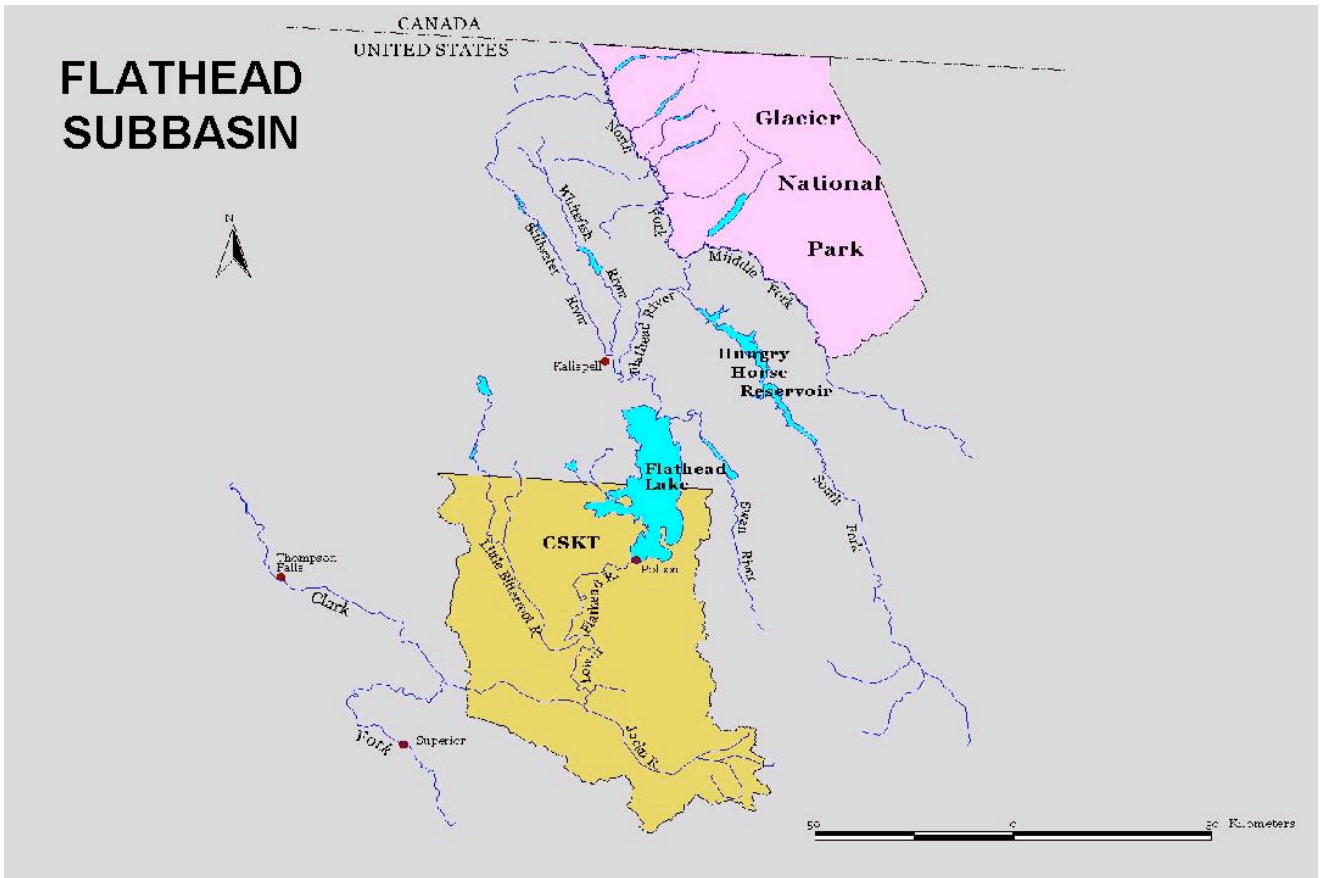 CANADA
UNITED STATES
FLATHEAD
SUBBASIN
N
Glacier
National
Park
North
Fork
Middle
Fork
Whitefish
River
Stillwater
River
Flathead River
Kalispell
Hungry
Horse
Reservoir
Flathead
Lake
South
Fork
Swan
River
CSKT
Polson
Little Bitterroot R
Flathead R.
Lower
Thompson
Falls
Clark
Fork
Superior
Jocko R.
50 0 50 Kilometers